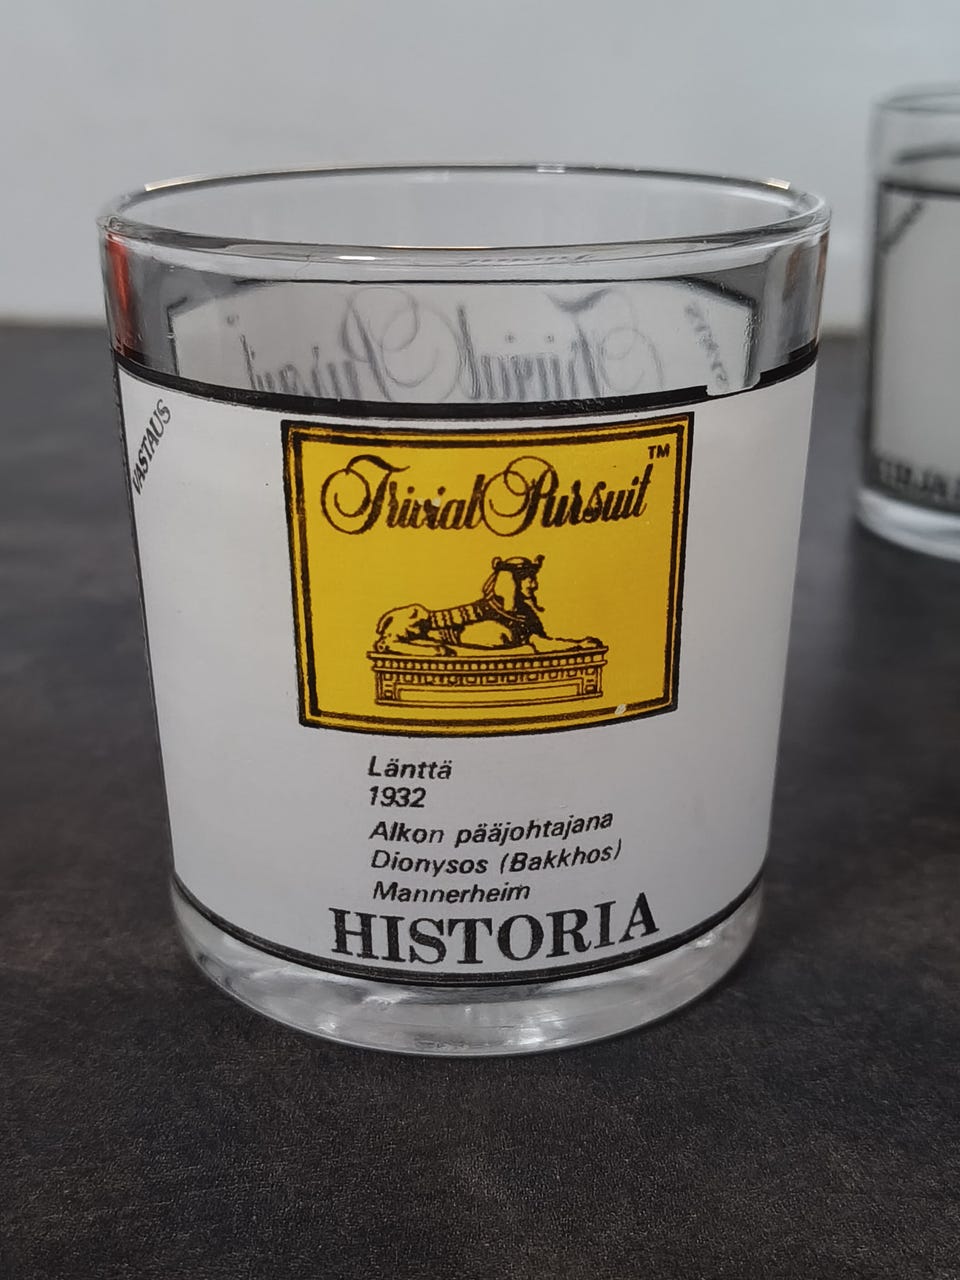 VASTAUS
Trivial Pursuit™
Länttä
1932
Alkon pääjohtajana
Dionysos (Bakkhos)
Mannerheim
HISTORIA